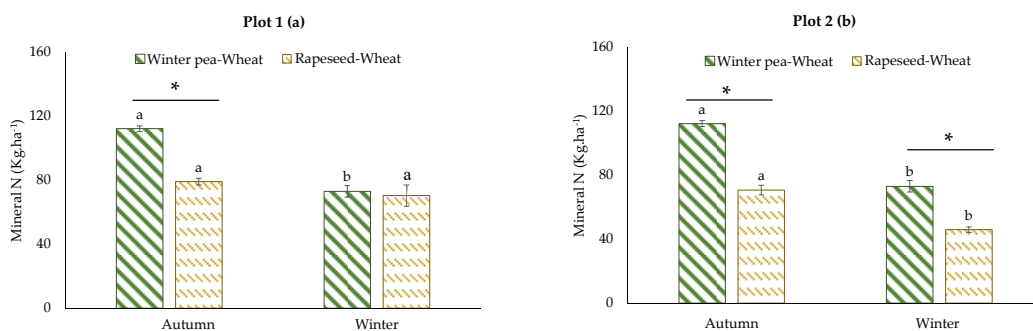 Plot 1 (a)
160
120
80
40
0
Mineral N (Kg.ha-1)
Winter pea-Wheat
Rapeseed-Wheat
*
a
a
b
a
Autumn
Winter
Plot 2 (b)
160
120
80
40
0
Mineral N (Kg.ha-1)
Winter pea-Wheat
Rapeseed-Wheat
*
a
a
*
b
b
Autumn
Winter